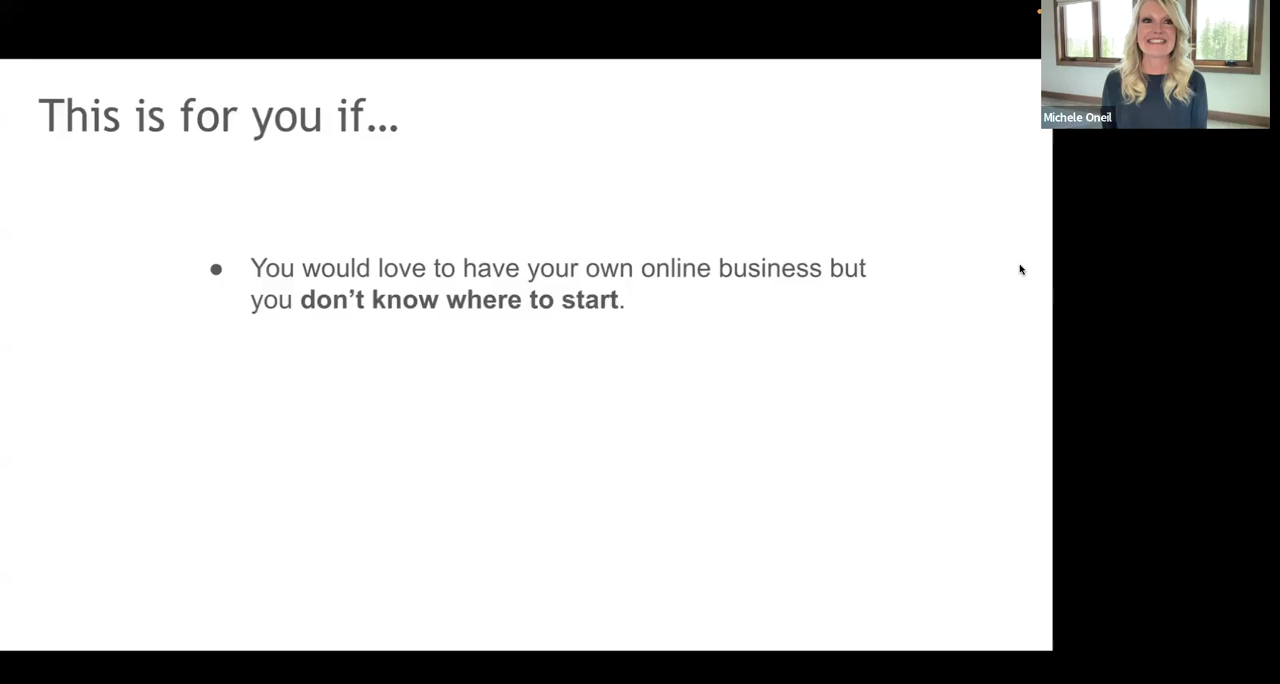 This is for you if...
● You would love to have your own online business but
you don’t know where to start.
Michele Oneil